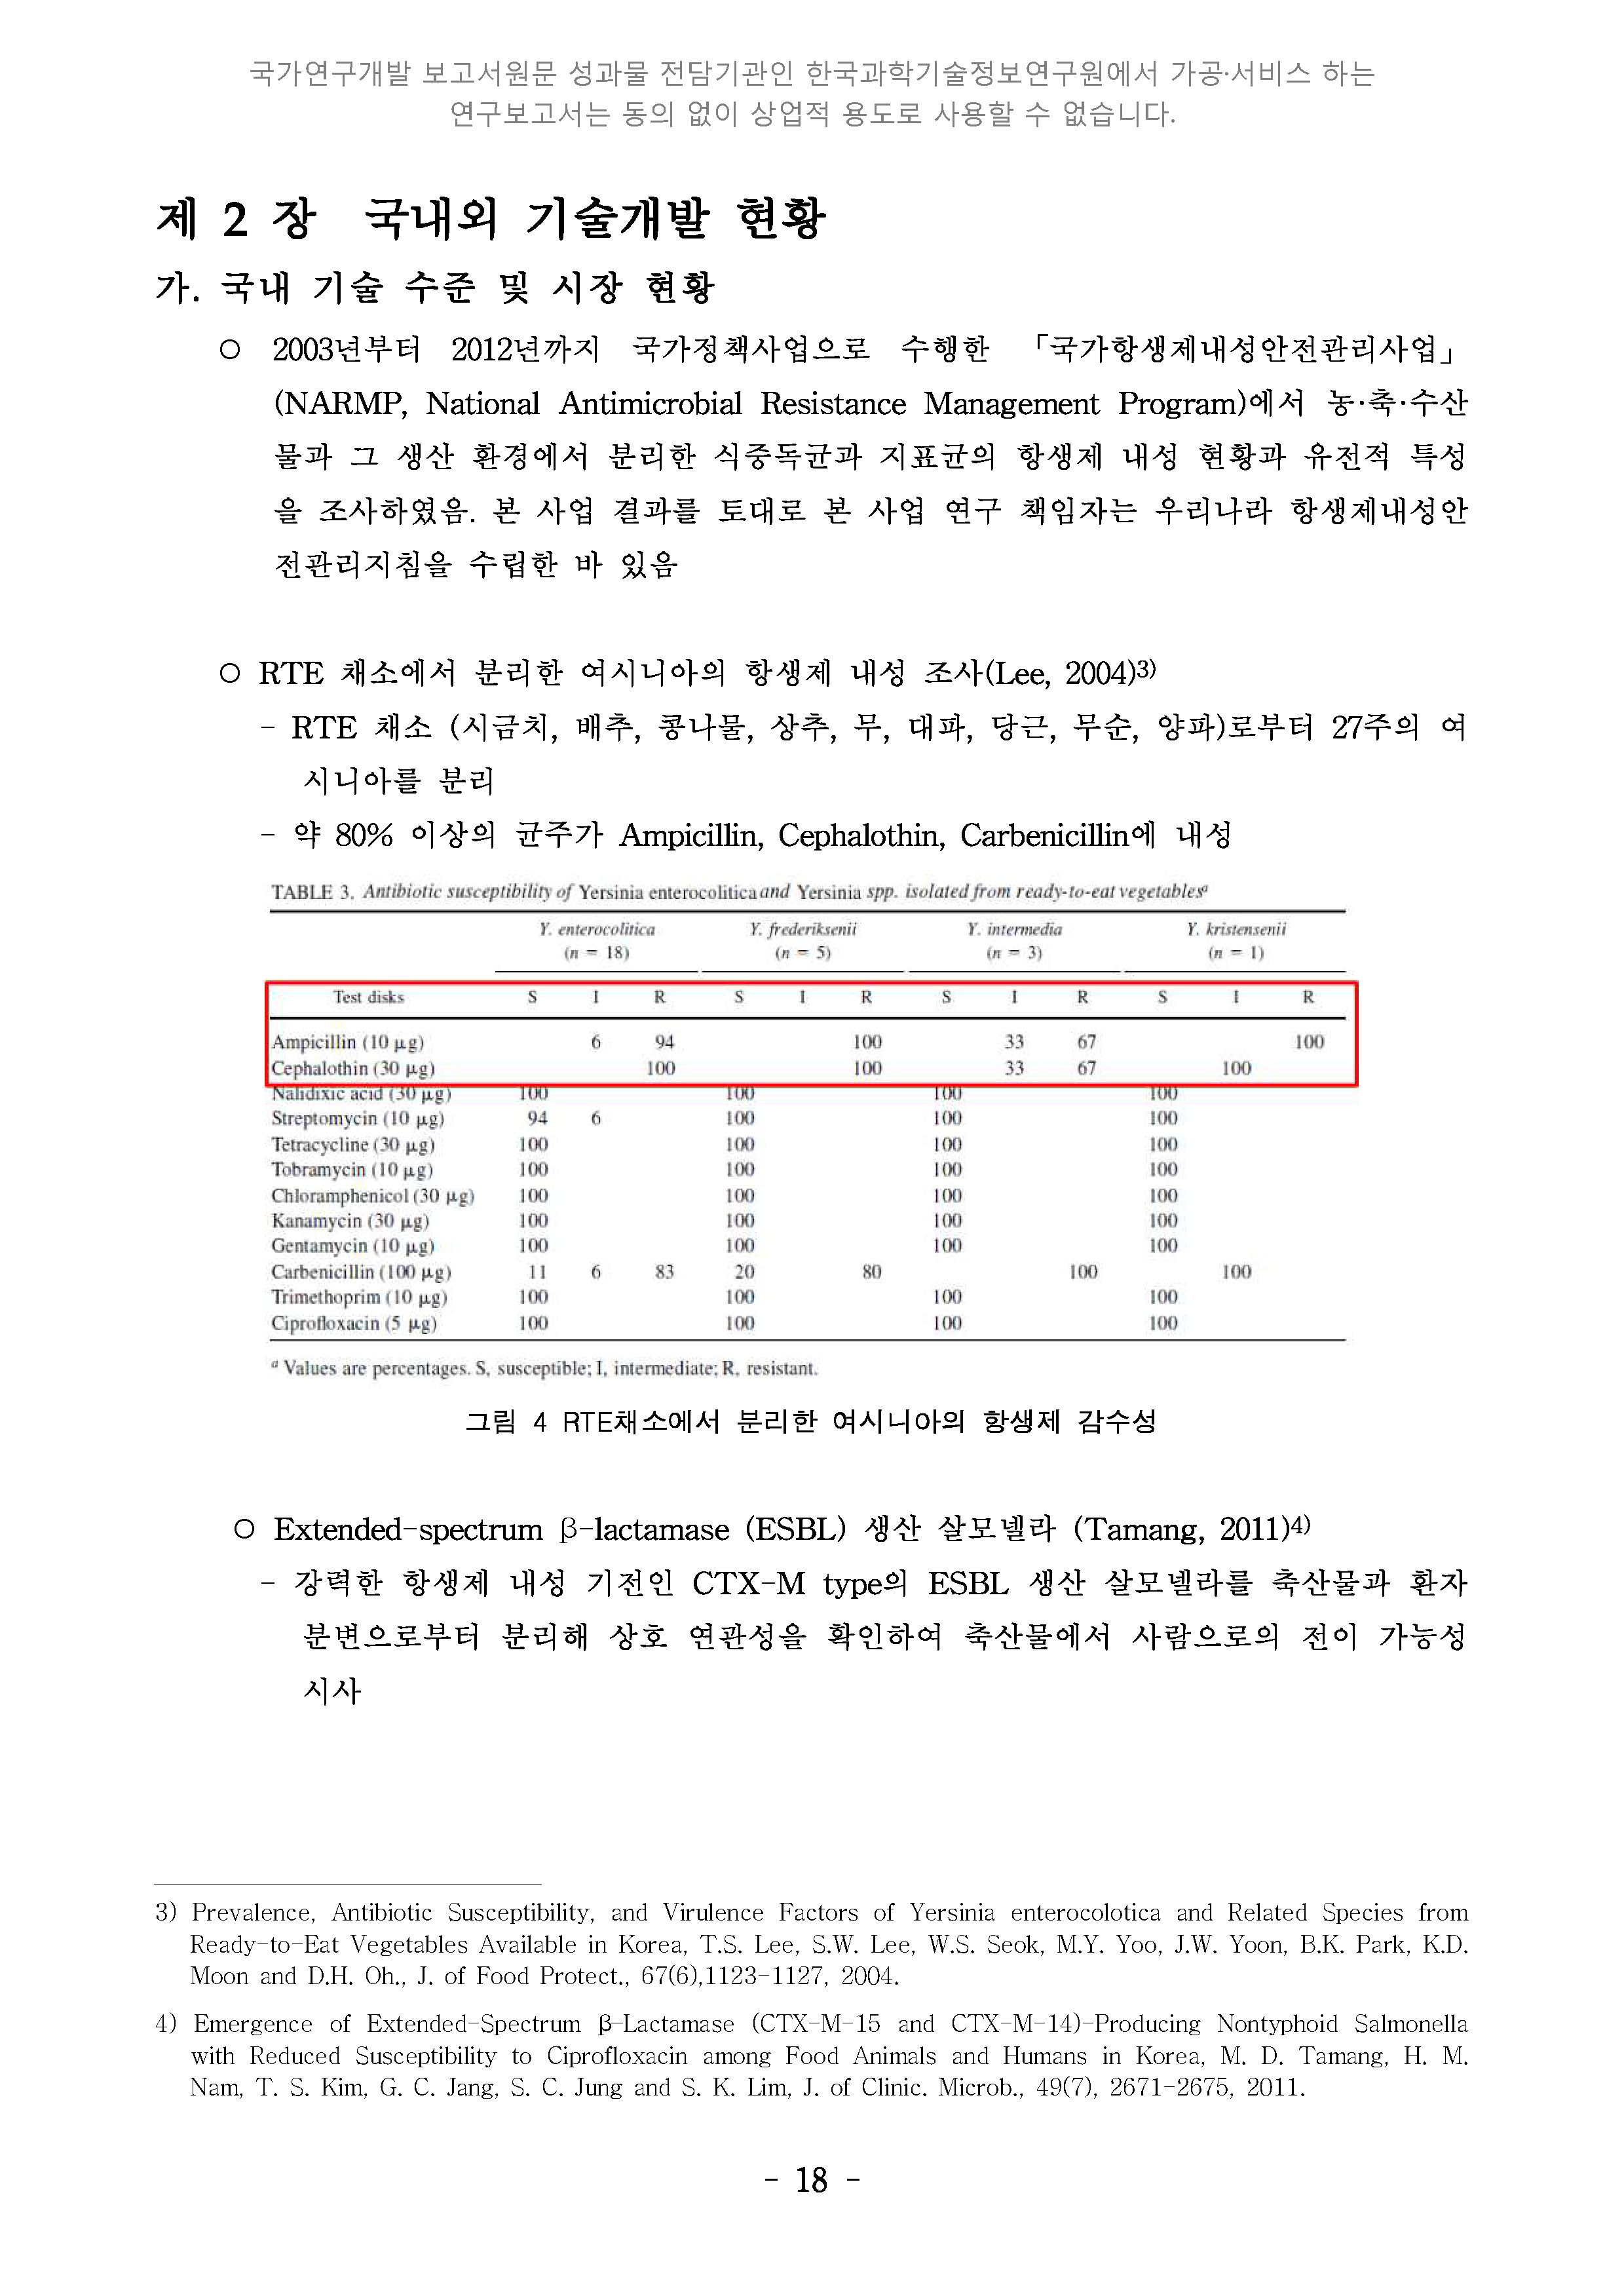 국가연구개발 보고서원문 성과물 전담기관인 한국과학기술정보연구원에서 가공·서비스 하는
연구보고서는 동의 없이 상업적 용도로 사용할 수 없습니다.
제 2 장 국내외 기술개발 현황
가. 국내 기술 수준 및 시장 현황
○ 2003년부터 2012년까지 국가정책사업으로 수행한 「국가항생제내성안전관리사업」
(NARMP, National Antimicrobial Resistance Management Program)에서 농·축·수산
물과 그 생산 환경에서 분리한 식중독균과 지표균의 항생제 내성 현황과 유전적 특성
을 조사하였음. 본 사업 결과를 토대로 본 사업 연구 책임자는 우리나라 항생제내성안
전관리지침을 수립한 바 있음
○ RTE 채소에서 분리한 여시니아의 항생제 내성 조사(Lee, 2004)3)
- RTE 채소 (시금치, 배추, 콩나물, 상추, 무, 대파, 당근, 무순, 양파)로부터 27주의 여
시니아를 분리
- 약 80% 이상의 균주가 Ampicillin, Cephalothin, Carbenicillin에 내성
TABLE 3. Antibiotic susceptibility of Yersinia enterocolitica and Yersinia spp. isolated from ready-to-eat vegetables^a
Y. enterocolitica Y. frederiksenii Y. intermedia Y. kristensenii
(n = 18) (n = 5) (n = 3) (n = 1)
Test disks S I R S I R S I R S I R
Ampicillin (10 μg) 6 94 100 33 67 100
Cephalothin (30 μg) 100 100 33 67 100
Nalidixic acid (30 μg) 100 100 100 100
Streptomycin (10 μg) 94 6 100 100 100
Tetracycline (30 μg) 100 100 100 100
Tobramycin (10 μg) 100 100 100 100
Chloramphenicol (30 μg) 100 100 100 100
Kanamycin (30 μg) 100 100 100 100
Gentamycin (10 μg) 100 100 100 100
Carbenicillin (100 μg) 11 6 83 20 80 100 100
Trimethoprim (10 μg) 100 100 100 100
Ciprofloxacin (5 μg) 100 100 100 100
^a Values are percentages. S, susceptible; I, intermediate; R, resistant.
그림 4 RTE채소에서 분리한 여시니아의 항생제 감수성
○ Extended-spectrum β-lactamase (ESBL) 생산 살모넬라 (Tamang, 2011)4)
- 강력한 항생제 내성 기전인 CTX-M type의 ESBL 생산 살모넬라를 축산물과 환자
분변으로부터 분리해 상호 연관성을 확인하여 축산물에서 사람으로의 전이 가능성
시사
3) Prevalence, Antibiotic Susceptibility, and Virulence Factors of Yersinia enterocolotica and Related Species from
Ready-to-Eat Vegetables Available in Korea, T.S. Lee, S.W. Lee, W.S. Seok, M.Y. Yoo, J.W. Yoon, B.K. Park, K.D.
Moon and D.H. Oh., J. of Food Protect., 67(6),1123-1127, 2004.
4) Emergence of Extended-Spectrum β-Lactamase (CTX-M-15 and CTX-M-14)-Producing Nontyphoid Salmonella
with Reduced Susceptibility to Ciprofloxacin among Food Animals and Humans in Korea, M. D. Tamang, H. M.
Nam, T. S. Kim, G. C. Jang, S. C. Jung and S. K. Lim, J. of Clinic. Microb., 49(7), 2671-2675, 2011.
- 18 -